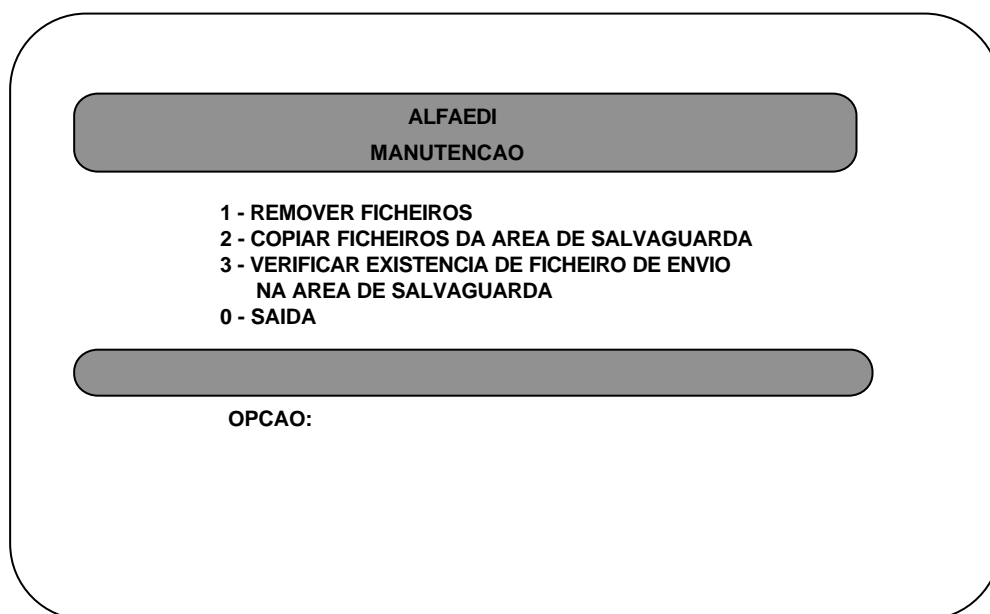 ALFAEDI
MANUTENCAO
1 - REMOVER FICHEIROS
2 - COPIAR FICHEIROS DA AREA DE SALVAGUARDA
3 - VERIFICAR EXISTENCIA DE FICHEIRO DE ENVIO
NA AREA DE SALVAGUARDA
0 - SAIDA
OPCAO: